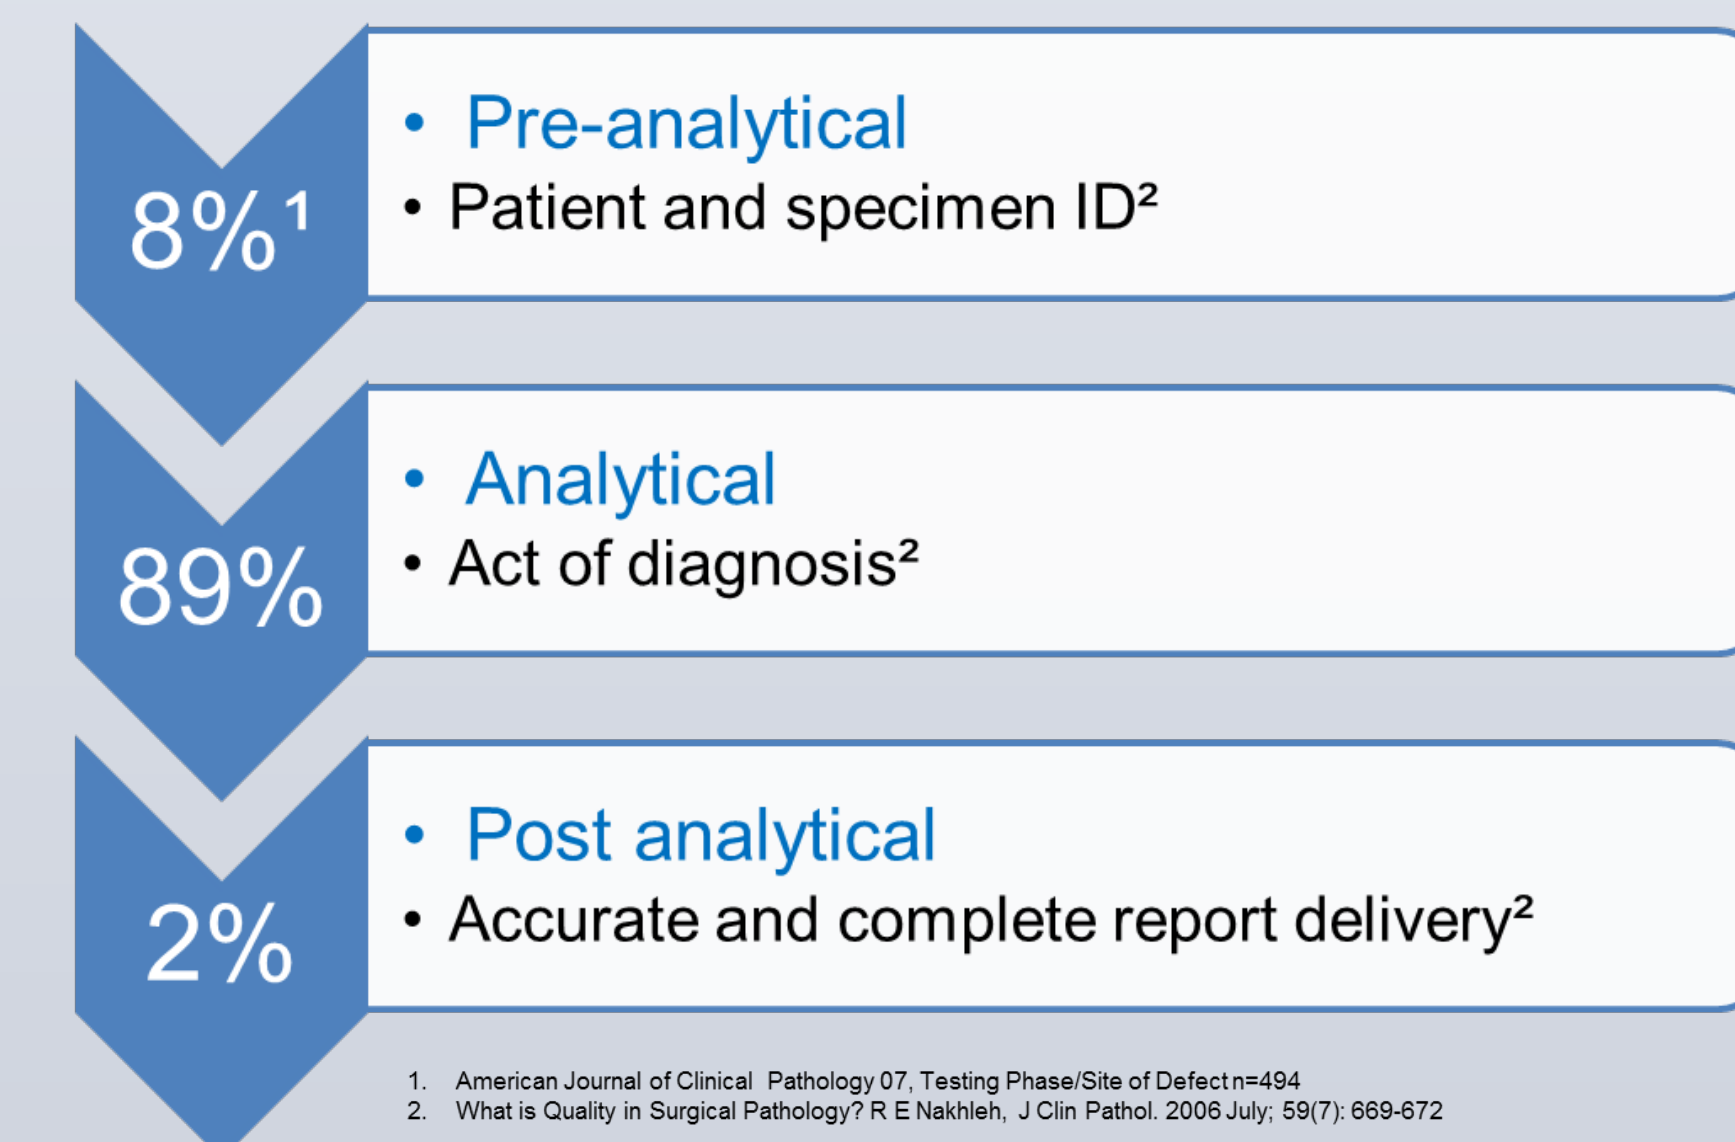 8%¹
• Pre-analytical
• Patient and specimen ID²
89%
• Analytical
• Act of diagnosis²
2%
• Post analytical
• Accurate and complete report delivery²
1. American Journal of Clinical Pathology 07, Testing Phase/Site of Defect n=494
2. What is Quality in Surgical Pathology? R E Nakhleh, J Clin Pathol. 2006 July; 59(7): 669-672